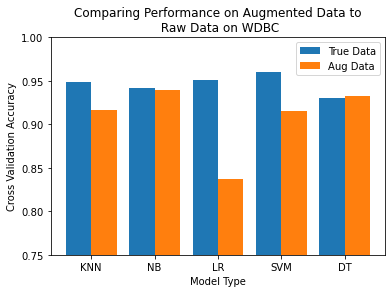 Comparing Performance on Augmented Data to
Raw Data on WDBC
True Data
Aug Data
Cross Validation Accuracy
1.00
0.95
0.90
0.85
0.80
0.75
KNN NB LR SVM DT
Model Type